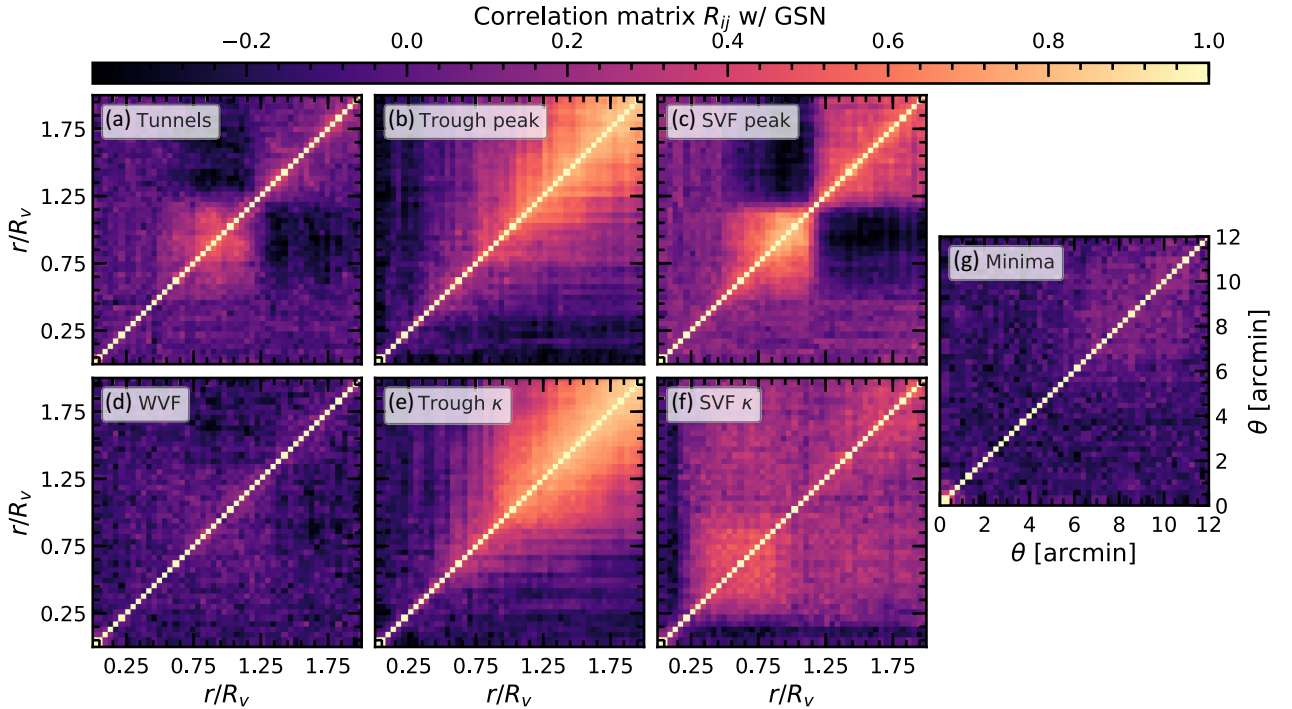 Correlation matrix R_ij w/ GSN
−0.2 0.0 0.2 0.4 0.6 0.8 1.0
(a) Tunnels
(b) Trough peak
(c) SVF peak
1.75
1.25
0.75
0.25
r/R_v
(g) Minima
12
10
8
6
4
2
0
θ [arcmin]
0 2 4 6 8 10 12
θ [arcmin]
(d) WVF
(e) Trough κ
(f) SVF κ
1.75
1.25
0.75
0.25
r/R_v
0.25 0.75 1.25 1.75
0.25 0.75 1.25 1.75
0.25 0.75 1.25 1.75
r/R_v
r/R_v
r/R_v